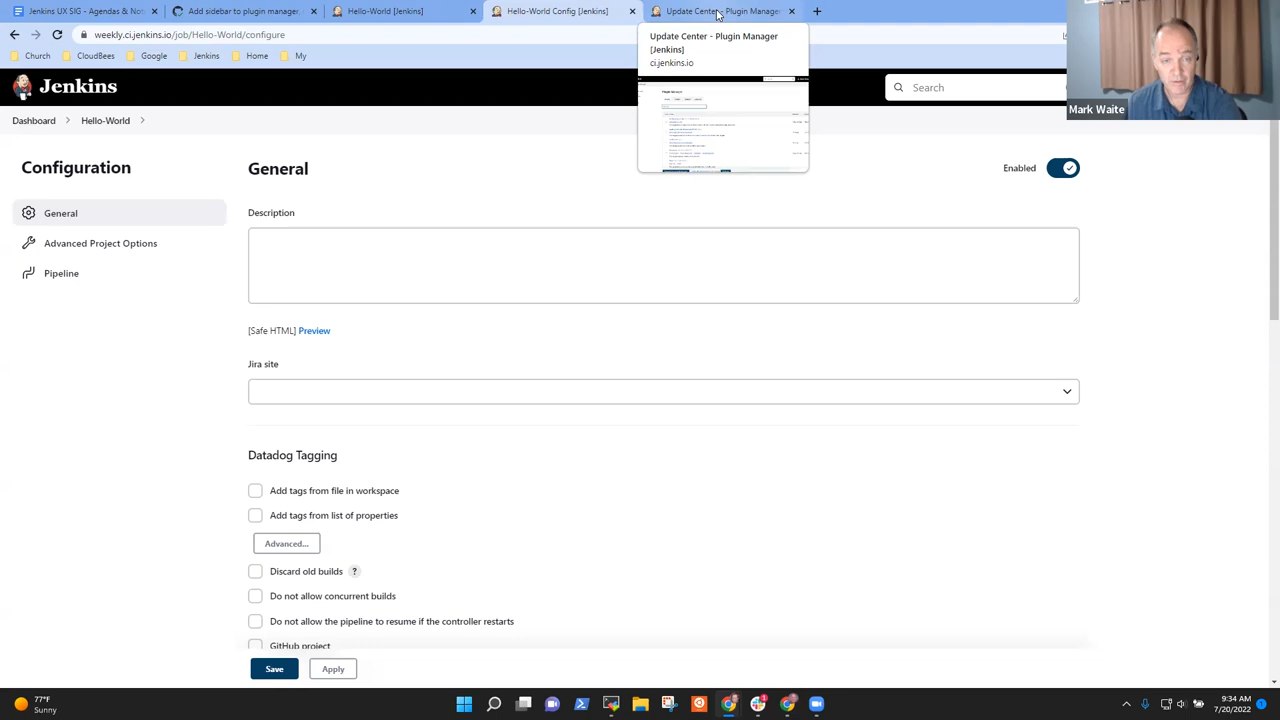 Jenkins UX SIG - Agendas & No
Add sidebar to plugin manager.
Hello-World [Jenkins]
Hello-World Config [Jenkins]
Update Center - Plugin Manager
weekly.ci.jenkins.io/job/Hello-World/configure
CloudBees
Google
Home
My
Update Center - Plugin Manager
[Jenkins]
ci.jenkins.io
Plugin Manager
Jenkins
Search
Mark Waite
Dashboard
Hello-World
Configuration
General
Advanced Project Options
Pipeline
General
Enabled
Description
[Safe HTML] Preview
Jira site
Datadog Tagging
Add tags from file in workspace
Add tags from list of properties
Advanced...
Discard old builds ?
Do not allow concurrent builds
Do not allow the pipeline to resume if the controller restarts
GitHub project
Save
Apply
77°F
Sunny
9:34 AM
7/20/2022